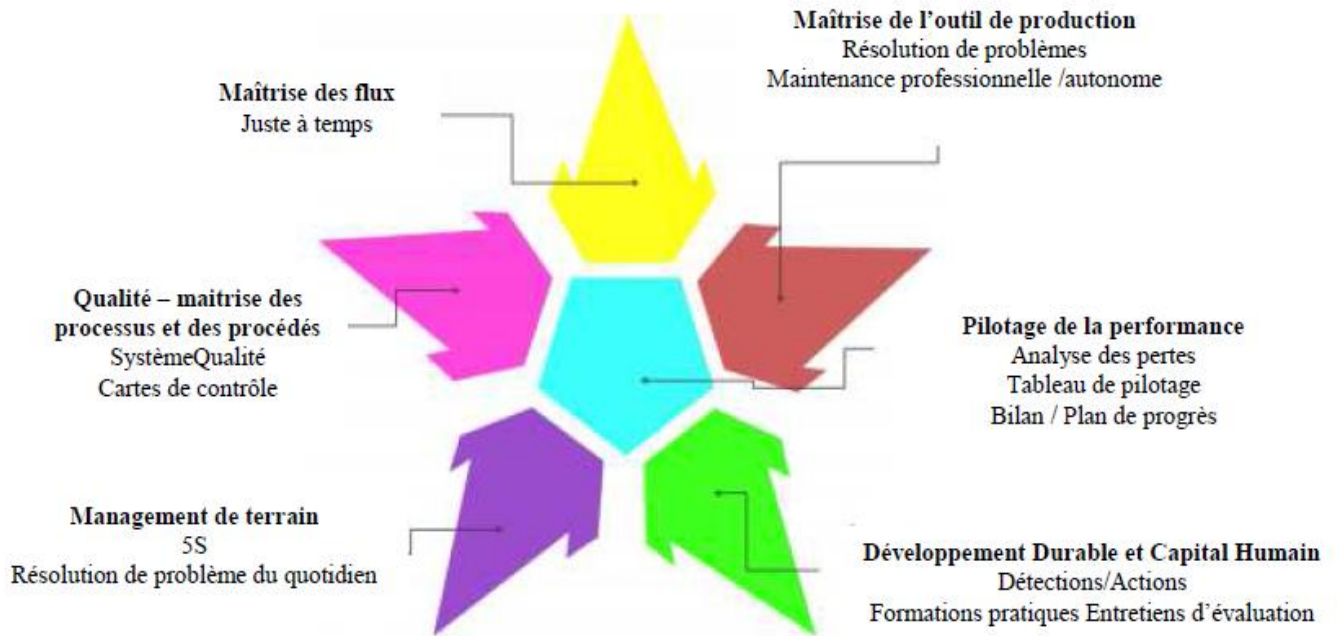 Maîtrise de l'outil de production
Résolution de problèmes
Maintenance professionnelle /autonome
Maîtrise des flux
Juste à temps
Qualité – maitrise des
processus et des procédés
SystèmeQualité
Cartes de contrôle
Pilotage de la performance
Analyse des pertes
Tableau de pilotage
Bilan / Plan de progrès
Management de terrain
5S
Résolution de problème du quotidien
Développement Durable et Capital Humain
Détections/Actions
Formations pratiques Entretiens d'évaluation